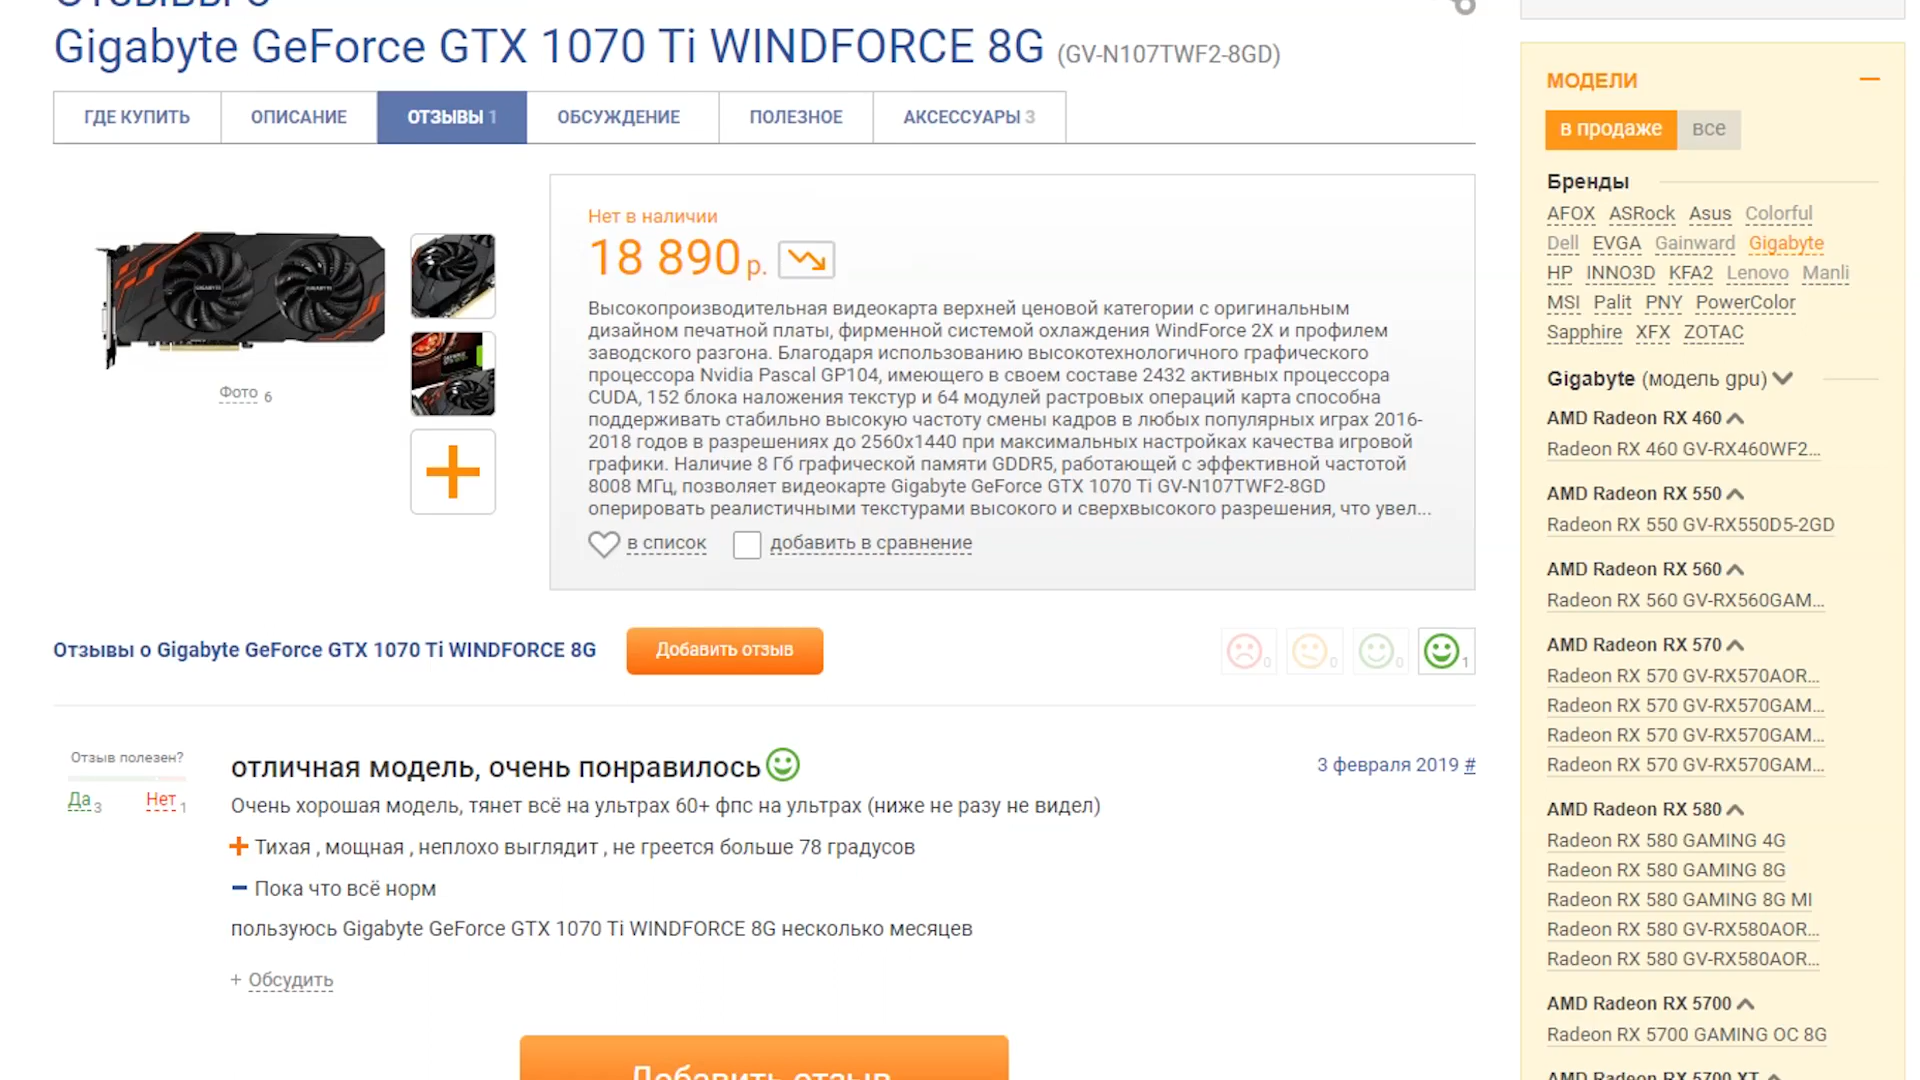 Отзывы о
Gigabyte GeForce GTX 1070 Ti WINDFORCE 8G (GV-N107TWF2-8GD)
ГДЕ КУПИТЬ
ОПИСАНИЕ
ОТЗЫВЫ 1
ОБСУЖДЕНИЕ
ПОЛЕЗНОЕ
АКСЕССУАРЫ 3
Фото 6
Нет в наличии
18 890 р.
Высокопроизводительная видеокарта верхней ценовой категории с оригинальным
дизайном печатной платы, фирменной системой охлаждения WindForce 2X и профилем
заводского разгона. Благодаря использованию высокотехнологичного графического
процессора Nvidia Pascal GP104, имеющего в своем составе 2432 активных процессора
CUDA, 152 блока наложения текстур и 64 модулей растровых операций карта способна
поддерживать стабильно высокую частоту смены кадров в любых популярных играх 2016-
2018 годов в разрешениях до 2560x1440 при максимальных настройках качества игровой
графики. Наличие 8 Гб графической памяти GDDR5, работающей с эффективной частотой
8008 МГц, позволяет видеокарте Gigabyte GeForce GTX 1070 Ti GV-N107TWF2-8GD
оперировать реалистичными текстурами высокого и сверхвысокого разрешения, что увел...
в список
добавить в сравнение
Отзывы о Gigabyte GeForce GTX 1070 Ti WINDFORCE 8G
Добавить отзыв
0
0
0
1
Отзыв полезен?
Да 3
Нет 1
отличная модель, очень понравилось
3 февраля 2019 #
Очень хорошая модель, тянет всё на ультрах 60+ фпс на ультрах (ниже не разу не видел)
Тихая , мощная , неплохо выглядит , не греется больше 78 градусов
Пока что всё норм
пользуюсь Gigabyte GeForce GTX 1070 Ti WINDFORCE 8G несколько месяцев
+ Обсудить
Добавить отзыв
МОДЕЛИ
в продаже
все
Бренды
AFOX ASRock Asus Colorful
Dell EVGA Gainward Gigabyte
HP INNO3D KFA2 Lenovo Manli
MSI Palit PNY PowerColor
Sapphire XFX ZOTAC
Gigabyte (модель gpu)
AMD Radeon RX 460
Radeon RX 460 GV-RX460WF2...
AMD Radeon RX 550
Radeon RX 550 GV-RX550D5-2GD
AMD Radeon RX 560
Radeon RX 560 GV-RX560GAM...
AMD Radeon RX 570
Radeon RX 570 GV-RX570AOR...
Radeon RX 570 GV-RX570GAM...
Radeon RX 570 GV-RX570GAM...
Radeon RX 570 GV-RX570GAM...
AMD Radeon RX 580
Radeon RX 580 GAMING 4G
Radeon RX 580 GAMING 8G
Radeon RX 580 GAMING 8G MI
Radeon RX 580 GV-RX580AOR...
Radeon RX 580 GV-RX580AOR...
AMD Radeon RX 5700
Radeon RX 5700 GAMING OC 8G
AMD Radeon RX 5700 XT